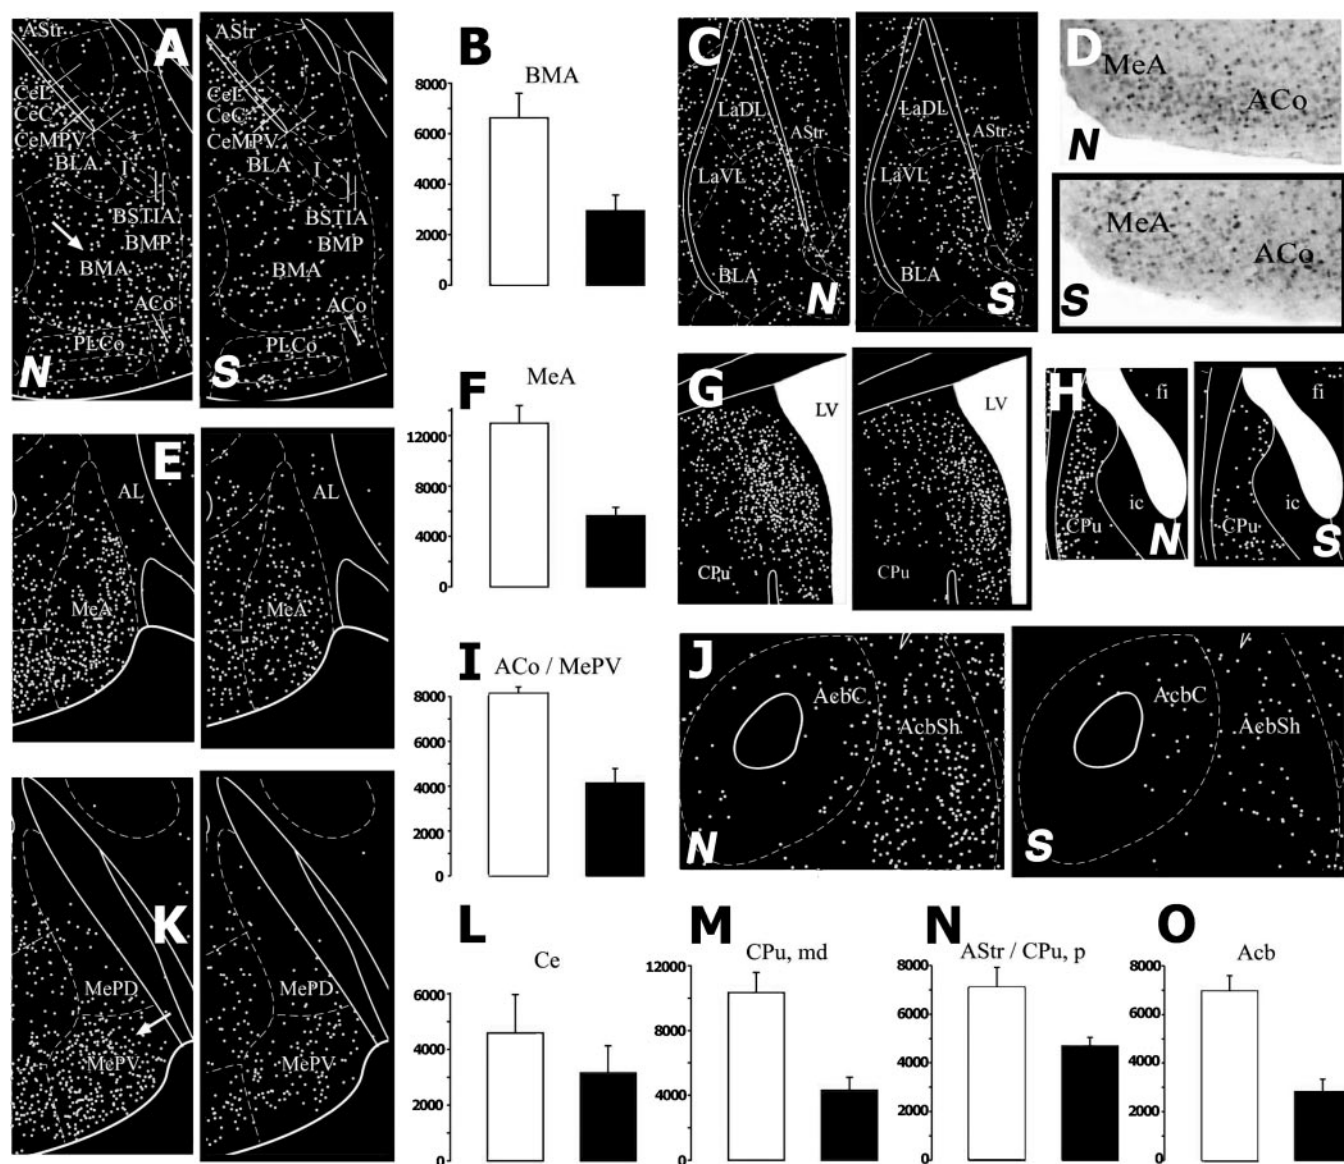 A
AStr
CeL
CeC
CeMPV
BLA
I
BSTIA
BMP
BMA
ACo
PLCo
N
AStr
CeL
CeC
CeMPV
BLA
I
BSTIA
BMP
BMA
ACo
PLCo
S
B
BMA
8000
6000
4000
2000
0
C
LaDL
AStr
LaVL
BLA
N
LaDL
AStr
LaVL
BLA
S
D
MeA
ACo
N
MeA
ACo
S
E
AL
MeA
AL
MeA
F
MeA
12000
8000
4000
0
G
LV
CPu
LV
CPu
H
fi
ic
CPu
N
fi
ic
CPu
S
I
ACo / MePV
8000
6000
4000
2000
0
J
AcbC
AcbSh
N
AcbC
AcbSh
S
K
MePD
MePV
MePD
MePV
L
Ce
6000
4000
2000
0
M
CPu, md
12000
8000
4000
0
N
AStr / CPu, p
8000
6000
4000
2000
0
O
Acb
8000
6000
4000
2000
0